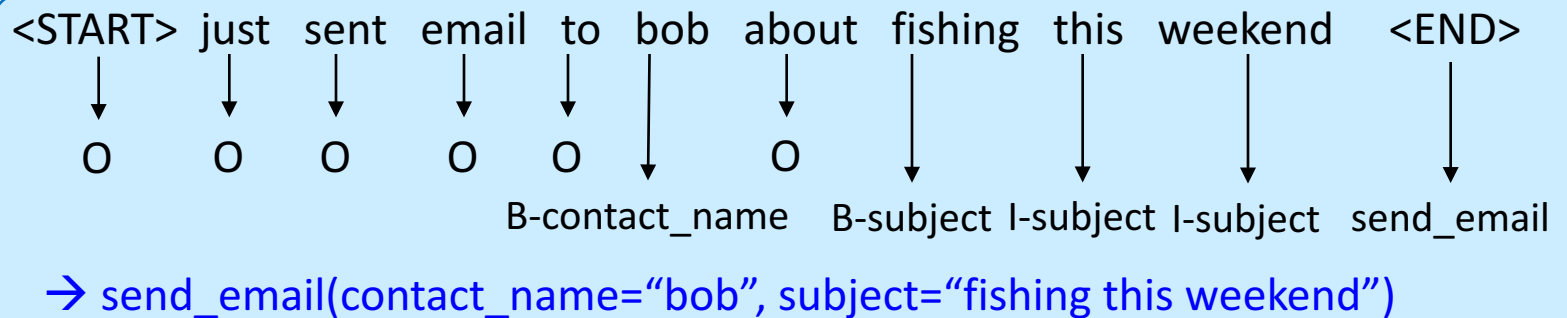 <START> just sent email to bob about fishing this weekend <END>
O O O O O O
B-contact_name B-subject I-subject I-subject send_email
→ send_email(contact_name=“bob”, subject=“fishing this weekend”)